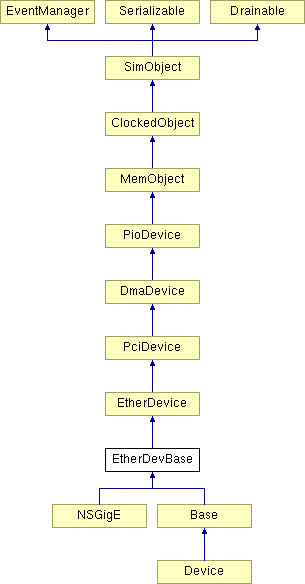 EventManager Serializable Drainable
SimObject
ClockedObject
MemObject
PioDevice
DmaDevice
PciDevice
EtherDevice
EtherDevBase
NSGigE Base
Device